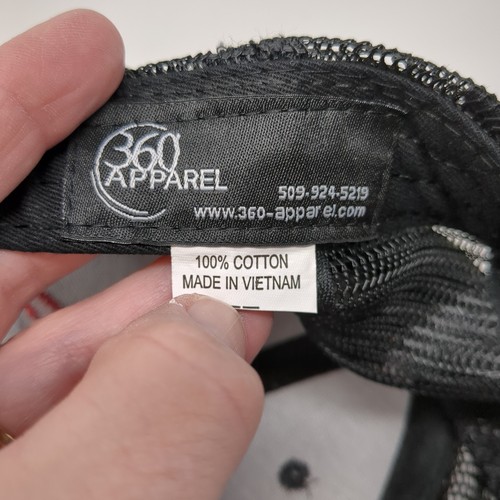 360°
APPAREL
509-924-5219
www.360-apparel.com
100% COTTON
MADE IN VIETNAM